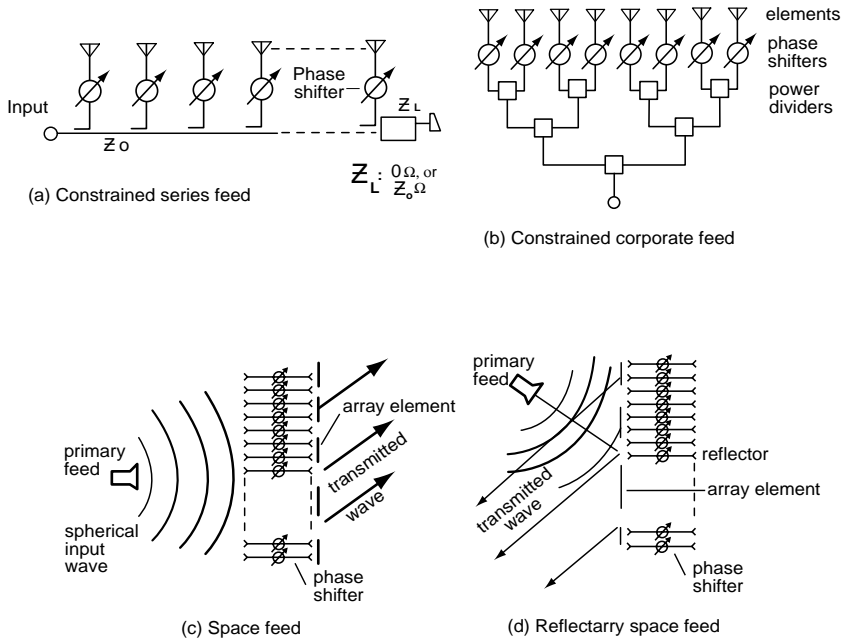 Input
Phase
shifter
Z L
Z o
Z L : 0 Ω, or
Z o Ω
(a) Constrained series feed
elements
phase
shifters
power
dividers
(b) Constrained corporate feed
primary
feed
spherical
input
wave
array element
transmitted
wave
phase
shifter
(c) Space feed
primary
feed
reflector
array element
transmitted
wave
phase
shifter
(d) Reflectarry space feed